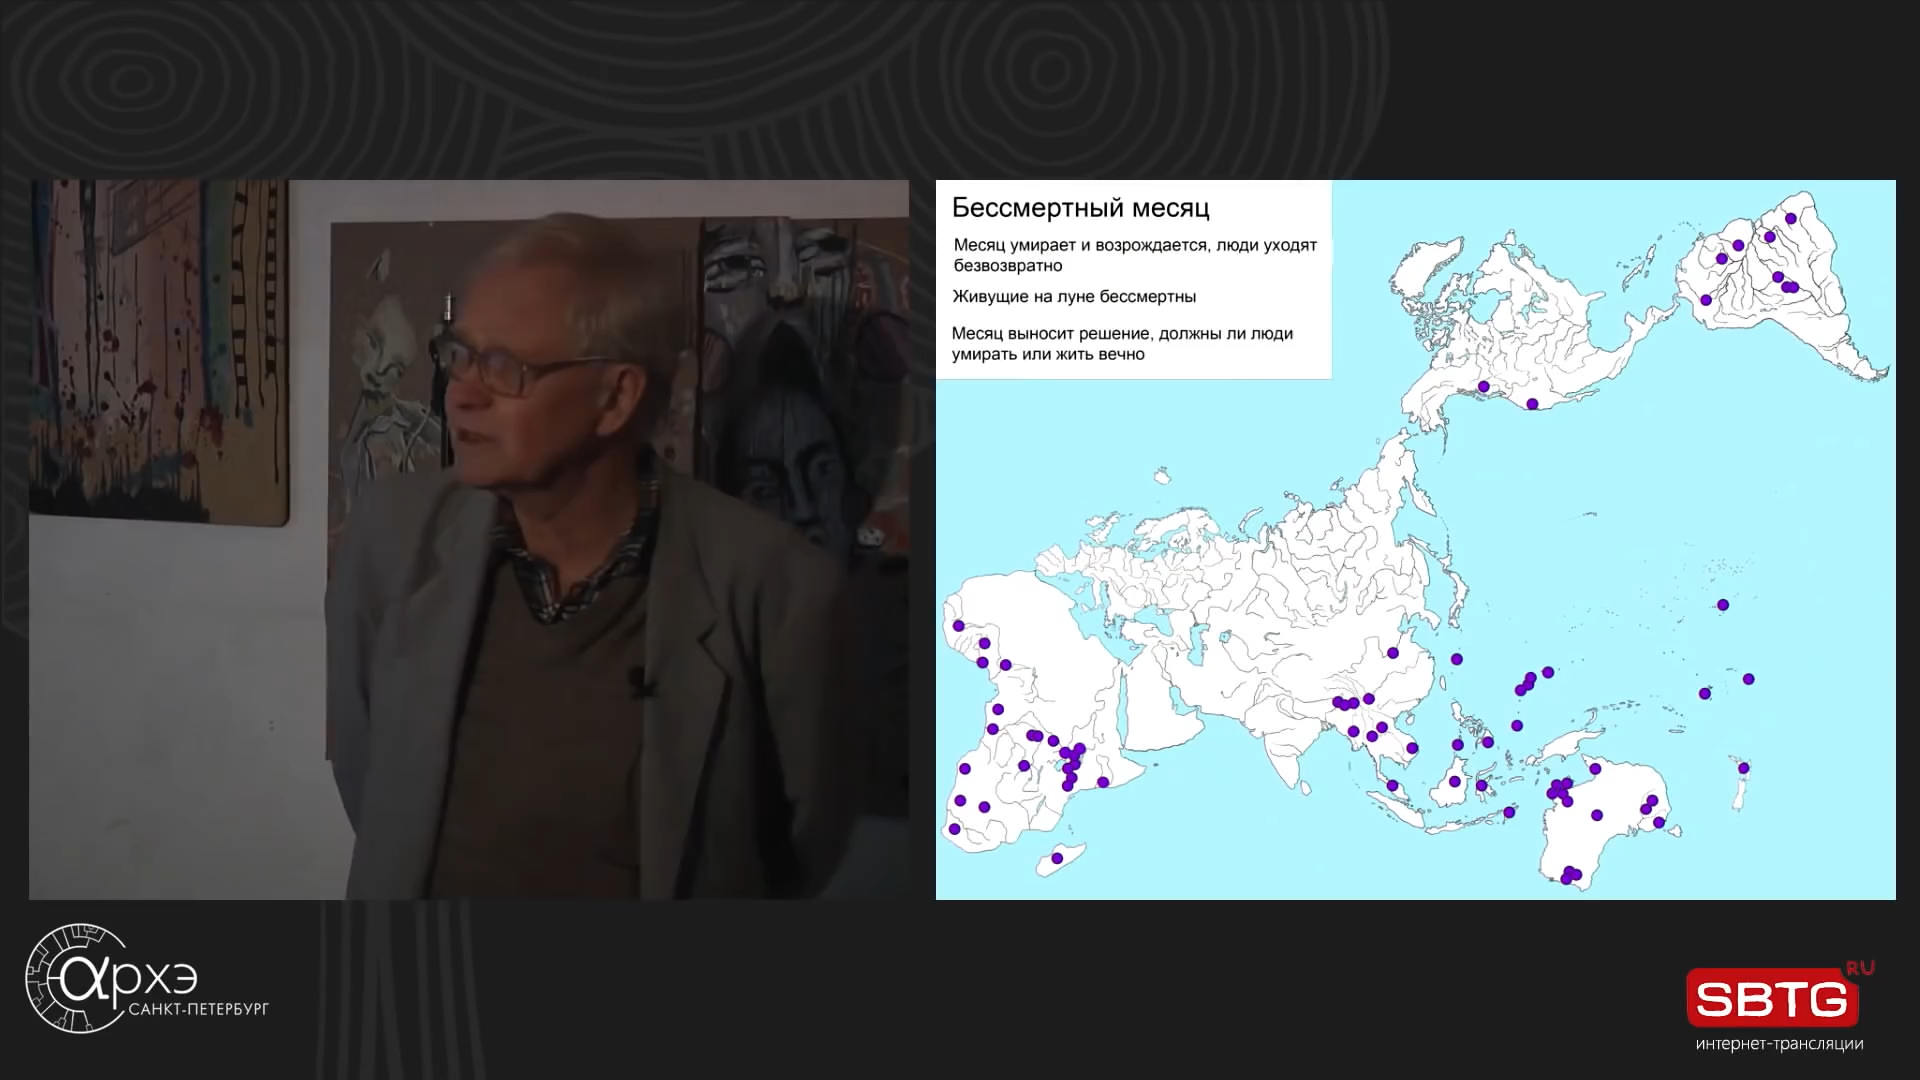 Бессмертный месяц
Месяц умирает и возрождается, люди уходят
безвозвратно
Живущие на луне бессмертны
Месяц выносит решение, должны ли люди
умирать или жить вечно
αрхэ
САНКТ-ПЕТЕРБУРГ
RU
SBTG
интернет-трансляции